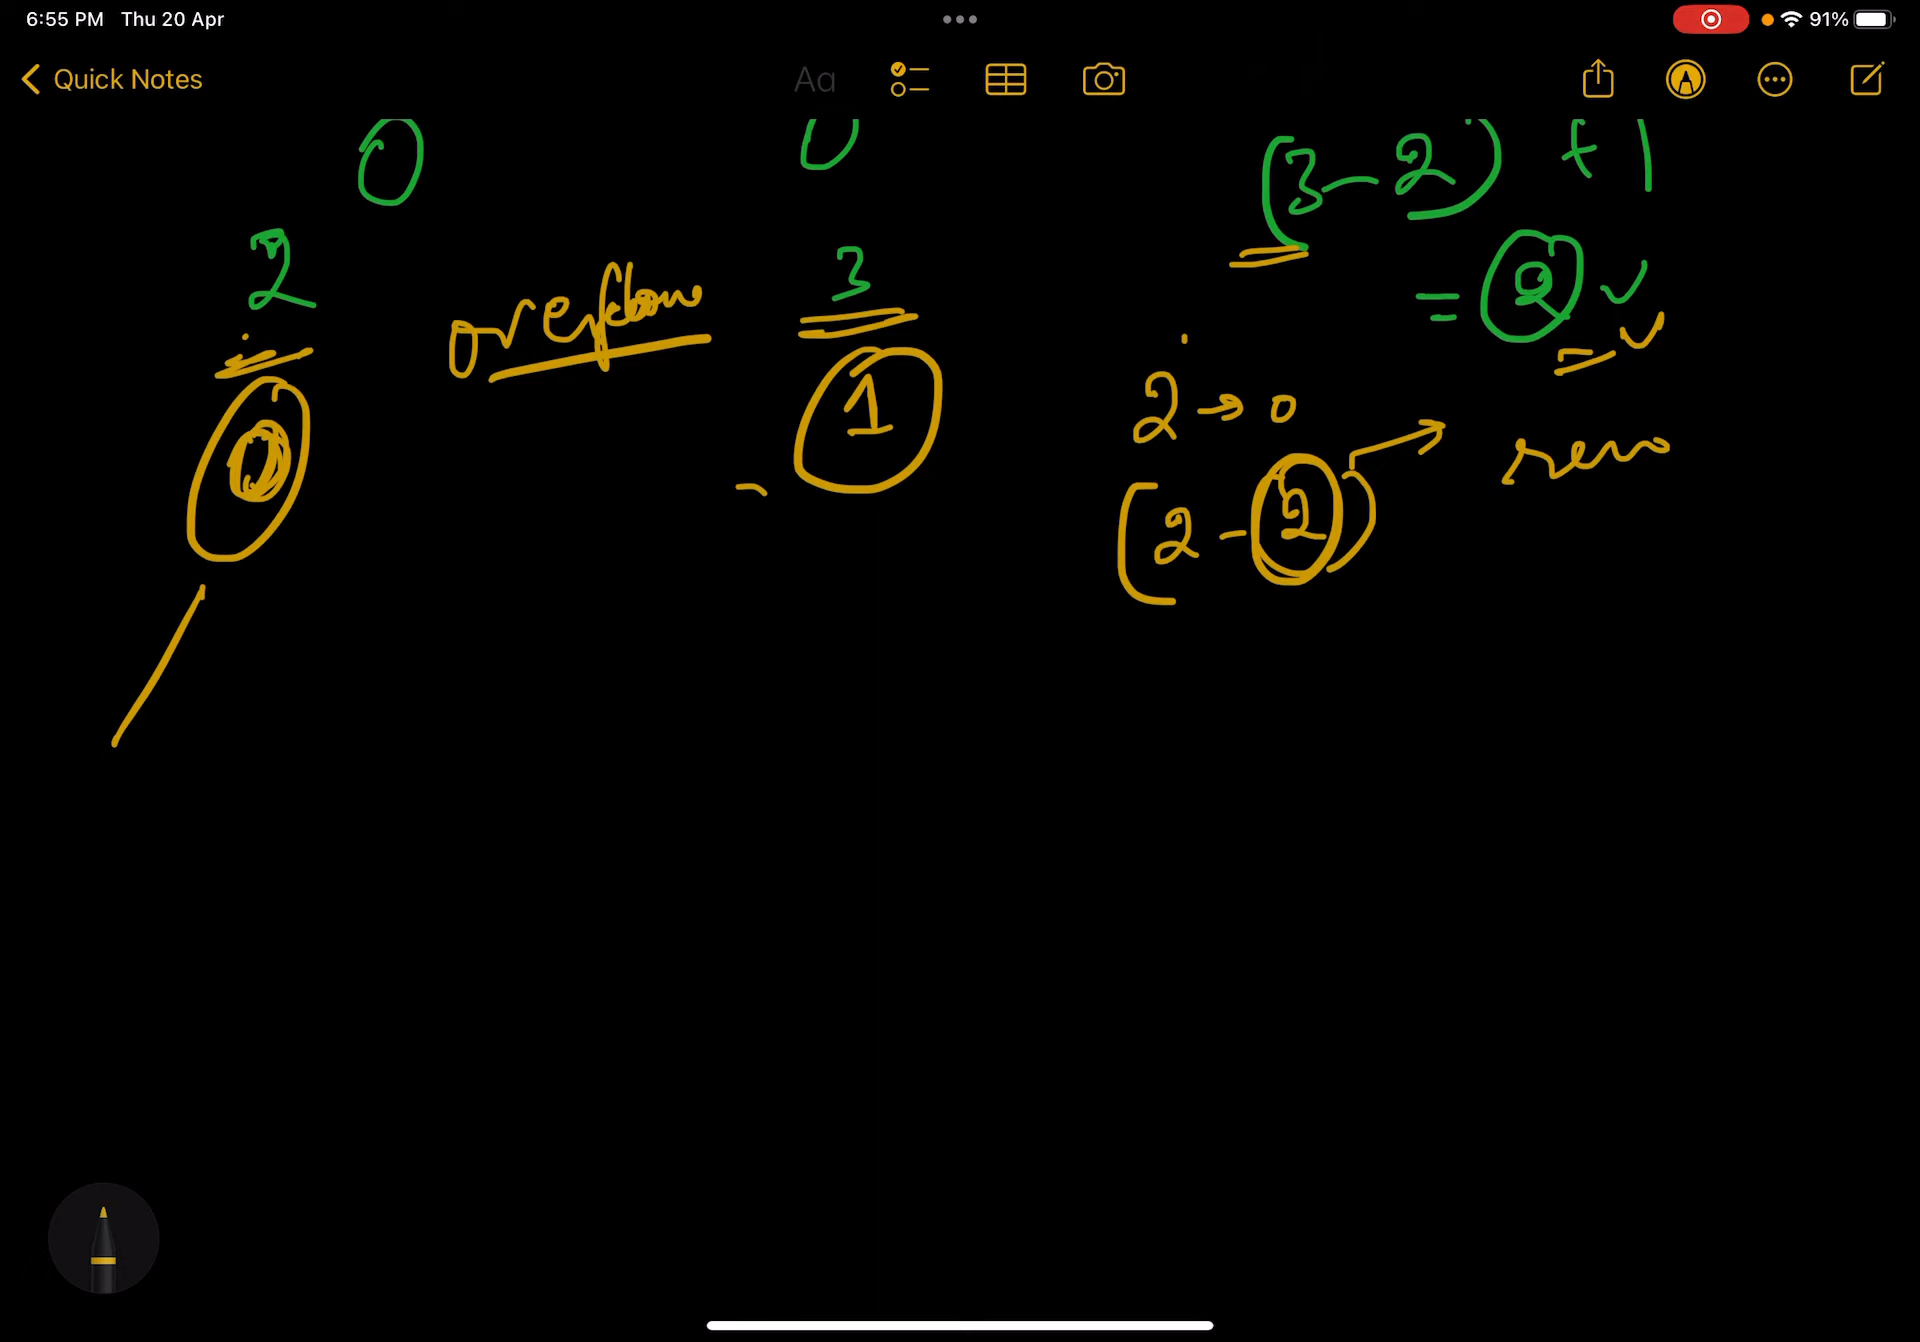 6:55 PM Thu 20 Apr
91%
Quick Notes
Aa
0 0 (3-2) + 1
2 overflow 3 = 2
0 1 2 → 0
(2-2)